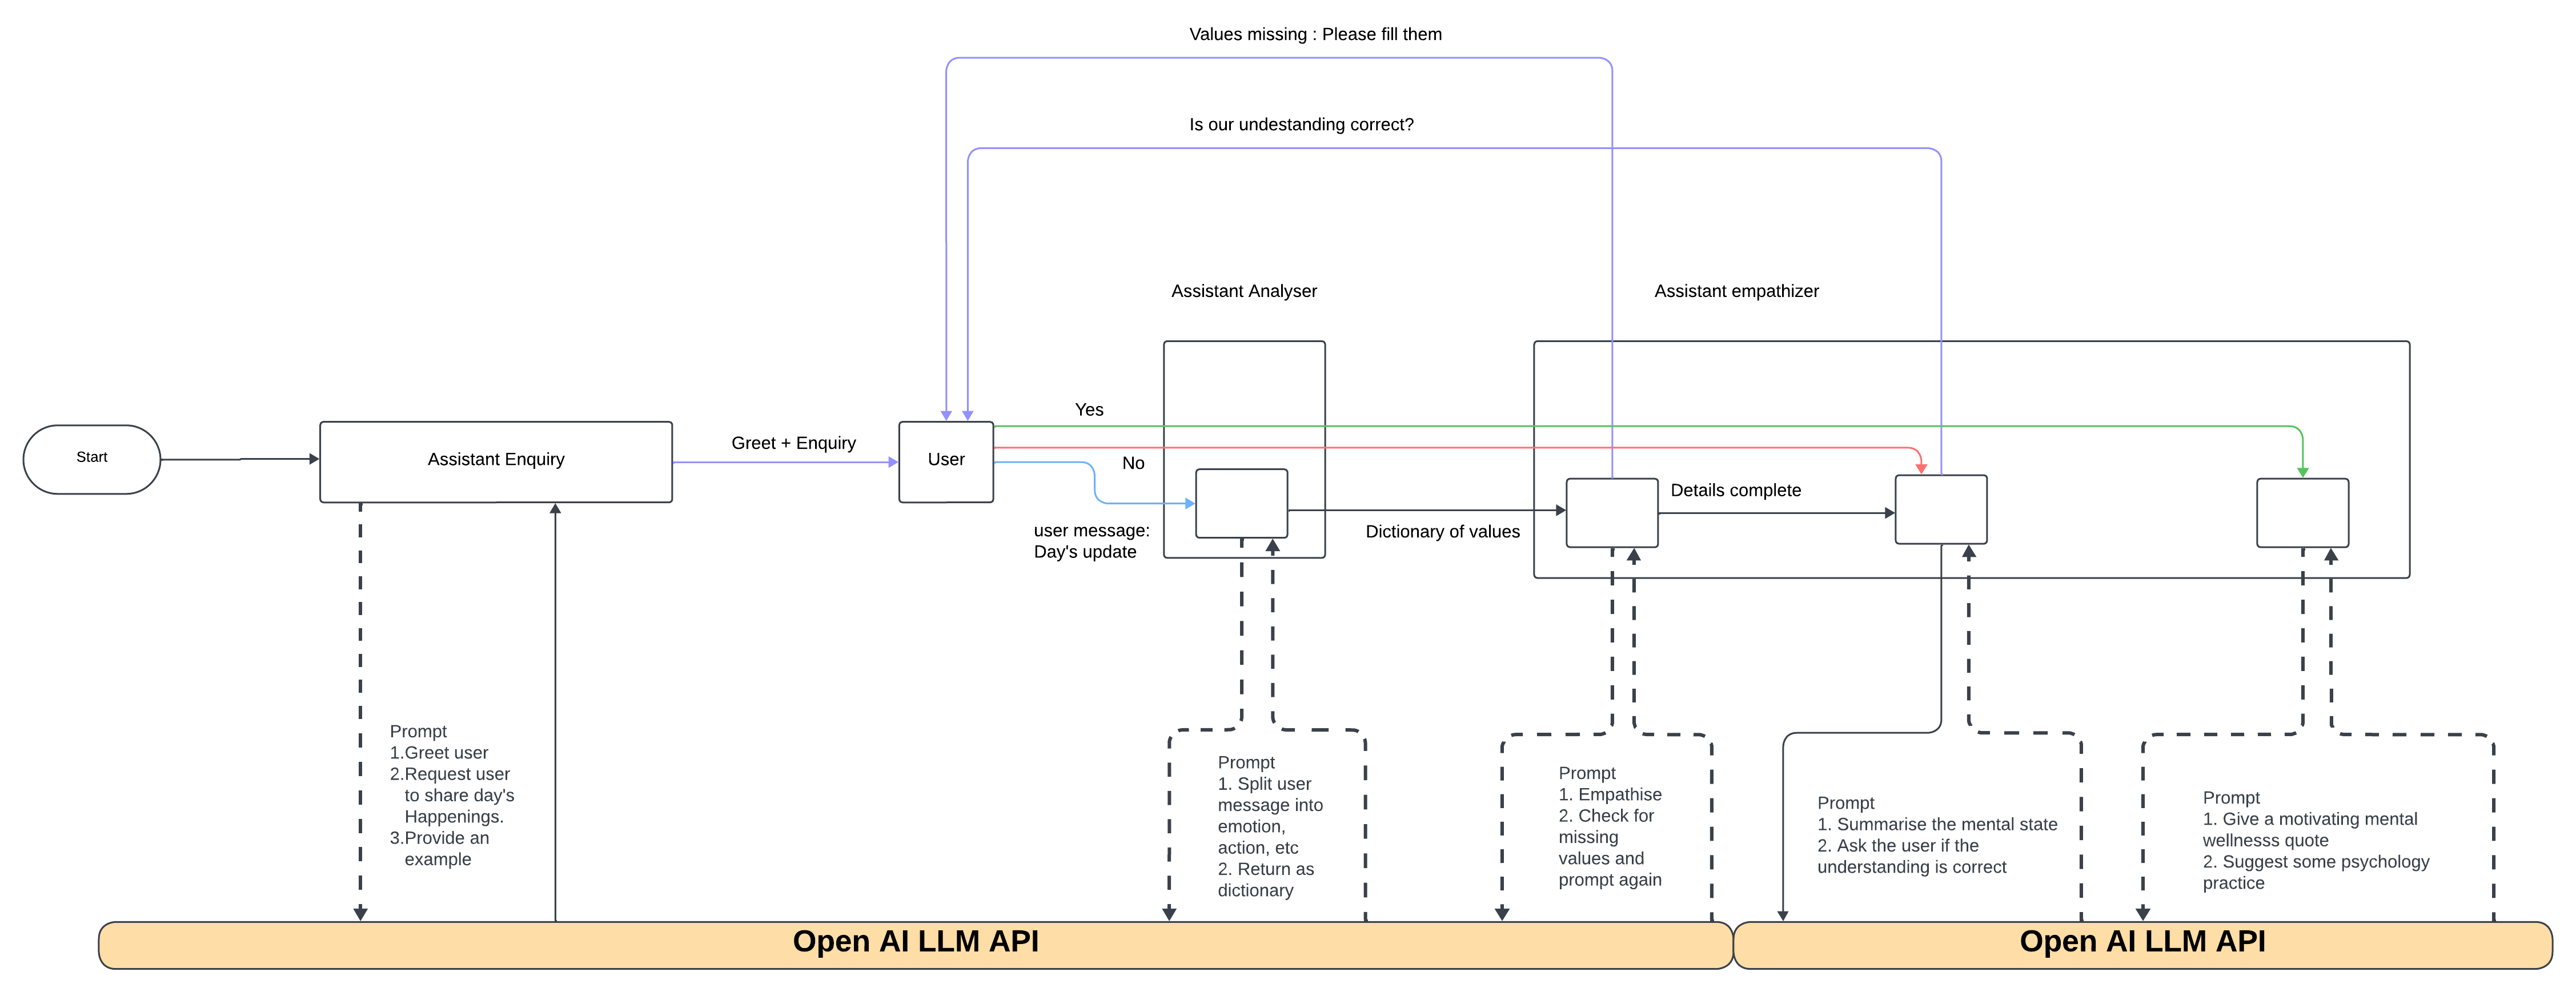 Values missing : Please fill them
Is our undestanding correct?
Assistant Analyser
Assistant empathizer
Yes
Start
Assistant Enquiry
Greet + Enquiry
User
No
Details complete
user message:
Day's update
Dictionary of values
Prompt
1.Greet user
2.Request user
to share day's
Happenings.
3.Provide an
example
Prompt
1. Split user
message into
emotion,
action, etc
2. Return as
dictionary
Prompt
1. Empathise
2. Check for
missing
values and
prompt again
Prompt
1. Summarise the mental state
2. Ask the user if the
understanding is correct
Prompt
1. Give a motivating mental
wellnesss quote
2. Suggest some psychology
practice
Open AI LLM API
Open AI LLM API